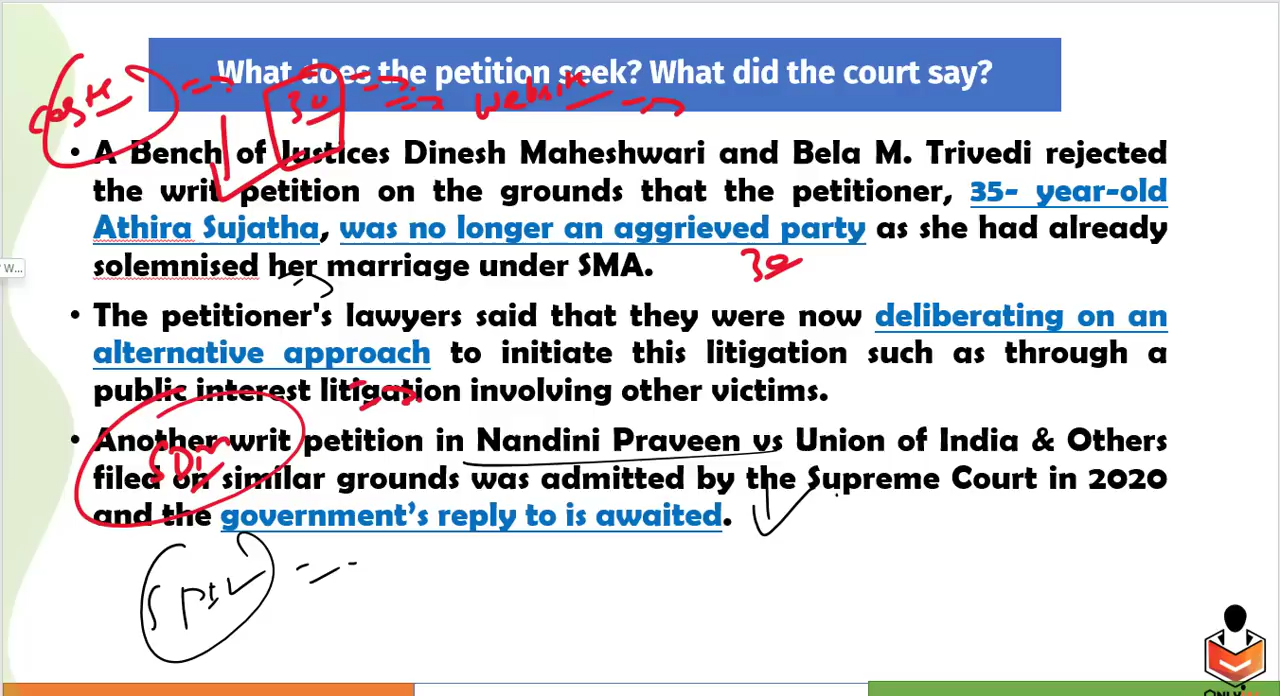 What does the petition seek? What did the court say?
website
30
• A Bench of Justices Dinesh Maheshwari and Bela M. Trivedi rejected
the writ petition on the grounds that the petitioner, 35- year-old
Athira Sujatha, was no longer an aggrieved party as she had already
solemnised her marriage under SMA.
30
• The petitioner's lawyers said that they were now deliberating on an
alternative approach to initiate this litigation such as through a
public interest litigation involving other victims.
• Another writ petition in Nandini Praveen vs Union of India & Others
filed on similar grounds was admitted by the Supreme Court in 2020
and the government’s reply to is awaited.
SDM
W...